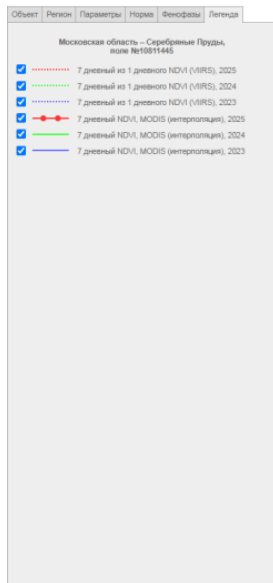 Объект Регион Параметры Норма Фенофазы Легенда
Московская область – Серебряные Пруды,
поле №10811445
7 дневный из 1 дневного NDVI (VIIRS), 2025
7 дневный из 1 дневного NDVI (VIIRS), 2024
7 дневный из 1 дневного NDVI (VIIRS), 2023
7 дневный NDVI, MODIS (интерполяция), 2025
7 дневный NDVI, MODIS (интерполяция), 2024
7 дневный NDVI, MODIS (интерполяция), 2023